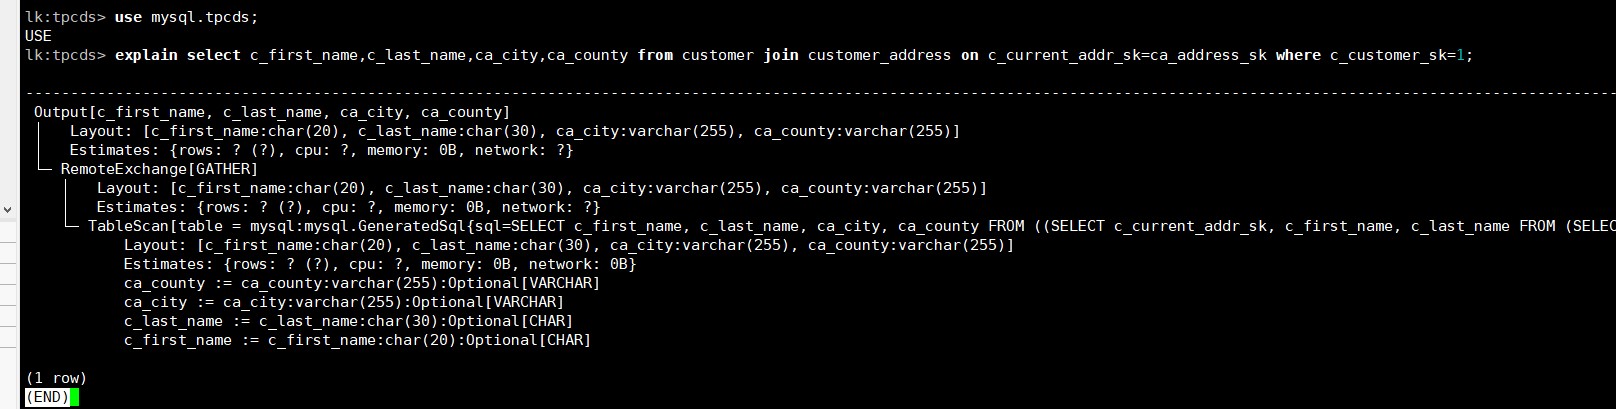 lk:tpcds> use mysql.tpcds;
USE
lk:tpcds> explain select c_first_name,c_last_name,ca_city,ca_county from customer join customer_address on c_current_addr_sk=ca_address_sk where c_customer_sk=1;
--------------------------------------------------------------------------------------------------------------------------------------------------------------------------------
Output[c_first_name, c_last_name, ca_city, ca_county]
Layout: [c_first_name:char(20), c_last_name:char(30), ca_city:varchar(255), ca_county:varchar(255)]
Estimates: {rows: ? (?), cpu: ?, memory: 0B, network: ?}
└─ RemoteExchange[GATHER]
Layout: [c_first_name:char(20), c_last_name:char(30), ca_city:varchar(255), ca_county:varchar(255)]
Estimates: {rows: ? (?), cpu: ?, memory: 0B, network: ?}
└─ TableScan[table = mysql:mysql.GeneratedSql{sql=SELECT c_first_name, c_last_name, ca_city, ca_county FROM ((SELECT c_current_addr_sk, c_first_name, c_last_name FROM (SELEC
Layout: [c_first_name:char(20), c_last_name:char(30), ca_city:varchar(255), ca_county:varchar(255)]
Estimates: {rows: ? (?), cpu: ?, memory: 0B, network: 0B}
ca_county := ca_county:varchar(255):Optional[VARCHAR]
ca_city := ca_city:varchar(255):Optional[VARCHAR]
c_last_name := c_last_name:char(30):Optional[CHAR]
c_first_name := c_first_name:char(20):Optional[CHAR]
(1 row)
(END)